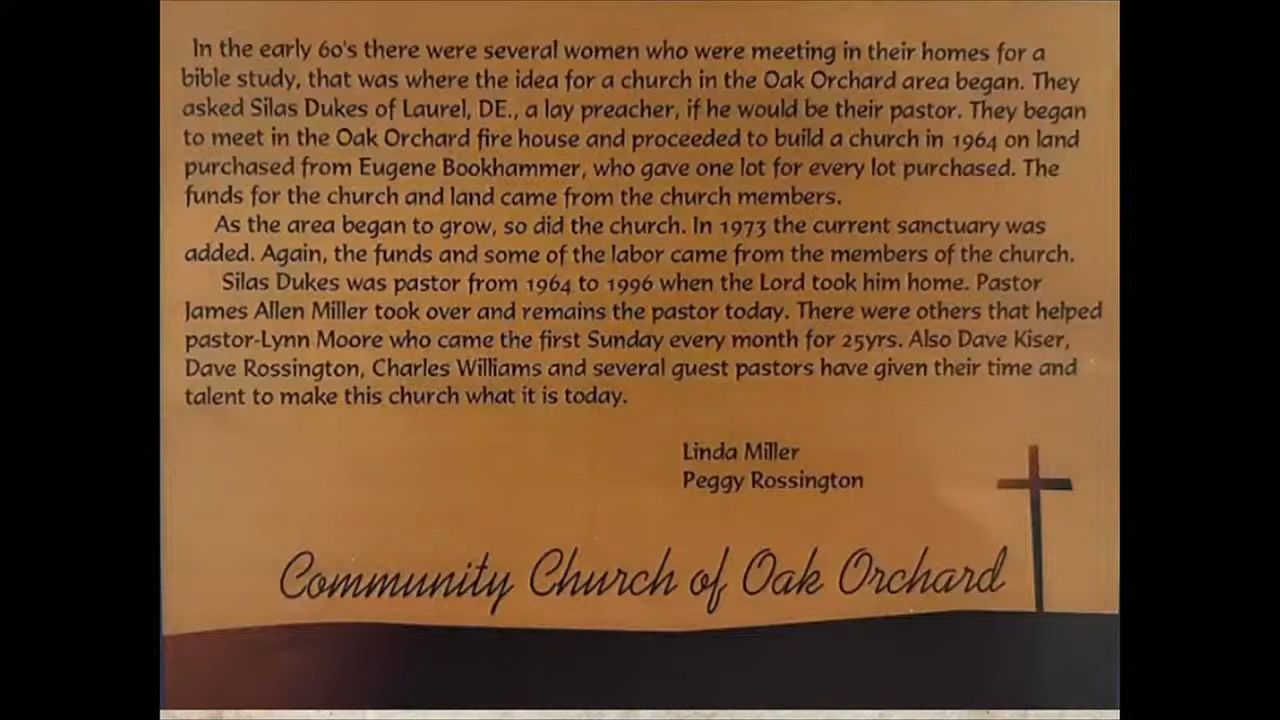 In the early 60's there were several women who were meeting in their homes for a
bible study, that was where the idea for a church in the Oak Orchard area began. They
asked Silas Dukes of Laurel, DE., a lay preacher, if he would be their pastor. They began
to meet in the Oak Orchard fire house and proceeded to build a church in 1964 on land
purchased from Eugene Bookhammer, who gave one lot for every lot purchased. The
funds for the church and land came from the church members.
As the area began to grow, so did the church. In 1973 the current sanctuary was
added. Again, the funds and some of the labor came from the members of the church.
Silas Dukes was pastor from 1964 to 1996 when the Lord took him home. Pastor
James Allen Miller took over and remains the pastor today. There were others that helped
pastor-Lynn Moore who came the first Sunday every month for 25yrs. Also Dave Kiser,
Dave Rossington, Charles Williams and several guest pastors have given their time and
talent to make this church what it is today.
Linda Miller
Peggy Rossington
Community Church of Oak Orchard